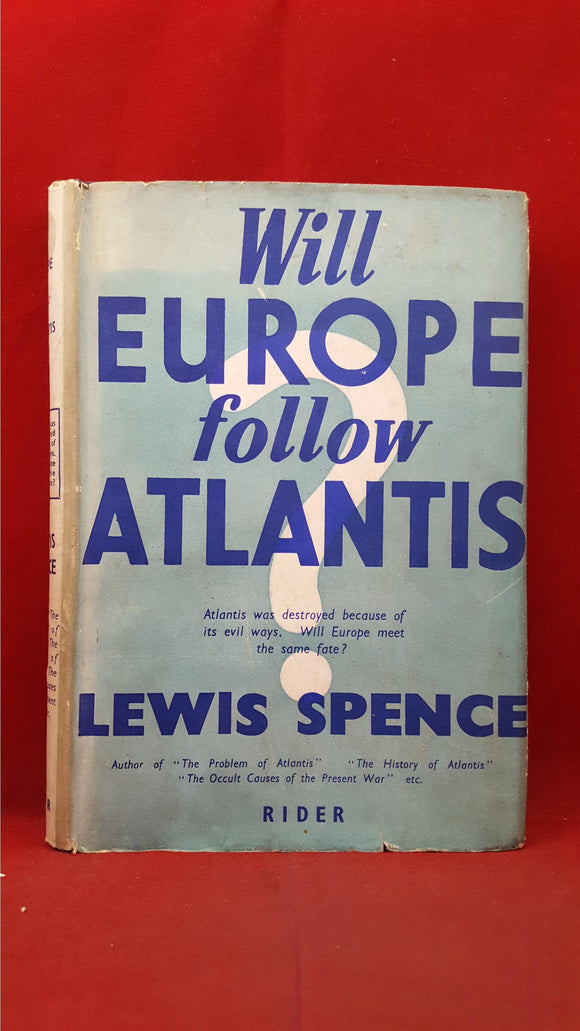 Will
EUROPE
follow
ATLANTIS
Atlantis was destroyed because of
its evil ways. Will Europe meet
the same fate?
LEWIS SPENCE
Author of "The Problem of Atlantis" "The History of Atlantis"
"The Occult Causes of the Present War" etc.
RIDER